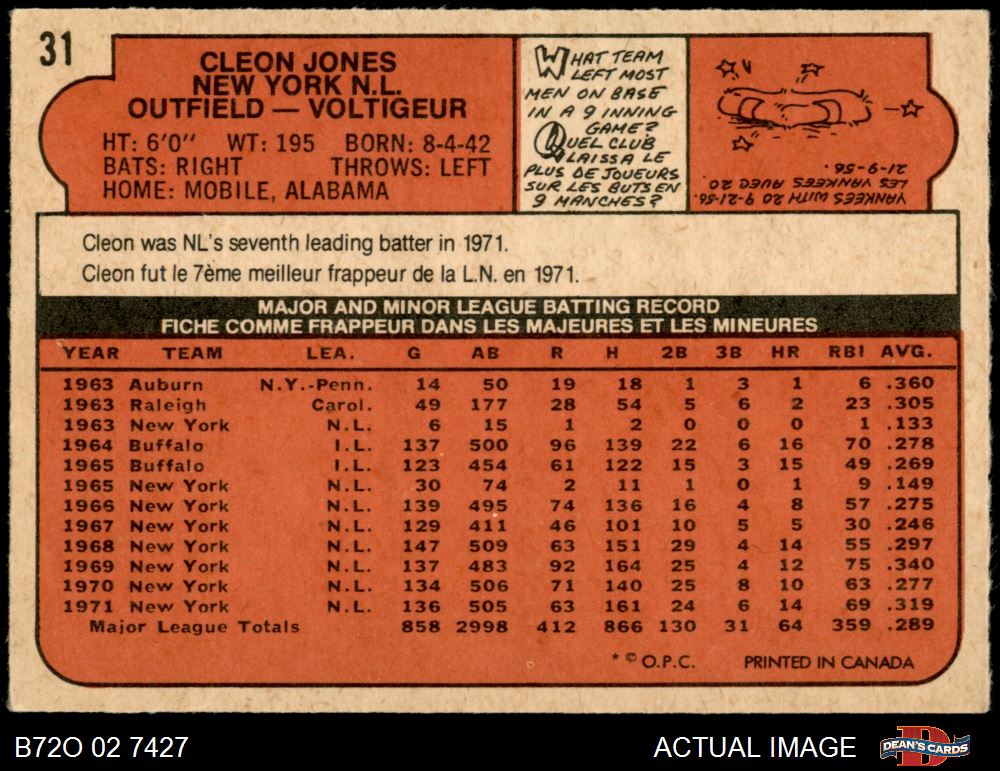 31
CLEON JONES
NEW YORK N.L.
OUTFIELD — VOLTIGEUR
HT: 6'0" WT: 195 BORN: 8-4-42
BATS: RIGHT THROWS: LEFT
HOME: MOBILE, ALABAMA
WHAT TEAM
LEFT MOST
MEN ON BASE
IN A 9 INNING
GAME?
QUEL CLUB
LAISSA LE
PLUS DE JOUEURS
SUR LES BUTS EN
9 MANCHES?
YANKEES WITH 20 9-21-56.
LES YANKEES AVEC 20
21-9-56.
Cleon was NL's seventh leading batter in 1971.
Cleon fut le 7ème meilleur frappeur de la L.N. en 1971.
MAJOR AND MINOR LEAGUE BATTING RECORD
FICHE COMME FRAPPEUR DANS LES MAJEURES ET LES MINEURES
YEAR TEAM LEA. G AB R H 2B 3B HR RBI AVG.
1963 Auburn N.Y.-Penn. 14 50 19 18 1 3 1 6 .360
1963 Raleigh Carol. 49 177 28 54 5 6 2 23 .305
1963 New York N.L. 6 15 1 2 0 0 0 1 .133
1964 Buffalo I.L. 137 500 96 139 22 6 16 70 .278
1965 Buffalo I.L. 123 454 61 122 15 3 15 49 .269
1965 New York N.L. 30 74 2 11 1 0 1 9 .149
1966 New York N.L. 139 495 74 136 16 4 8 57 .275
1967 New York N.L. 129 411 46 101 10 5 5 30 .246
1968 New York N.L. 147 509 63 151 29 4 14 55 .297
1969 New York N.L. 137 483 92 164 25 4 12 75 .340
1970 New York N.L. 134 506 71 140 25 8 10 63 .277
1971 New York N.L. 136 505 63 161 24 6 14 69 .319
Major League Totals 858 2998 412 866 130 31 64 359 .289
* © O.P.C. PRINTED IN CANADA
B72O 02 7427 ACTUAL IMAGE DEAN'S CARDS